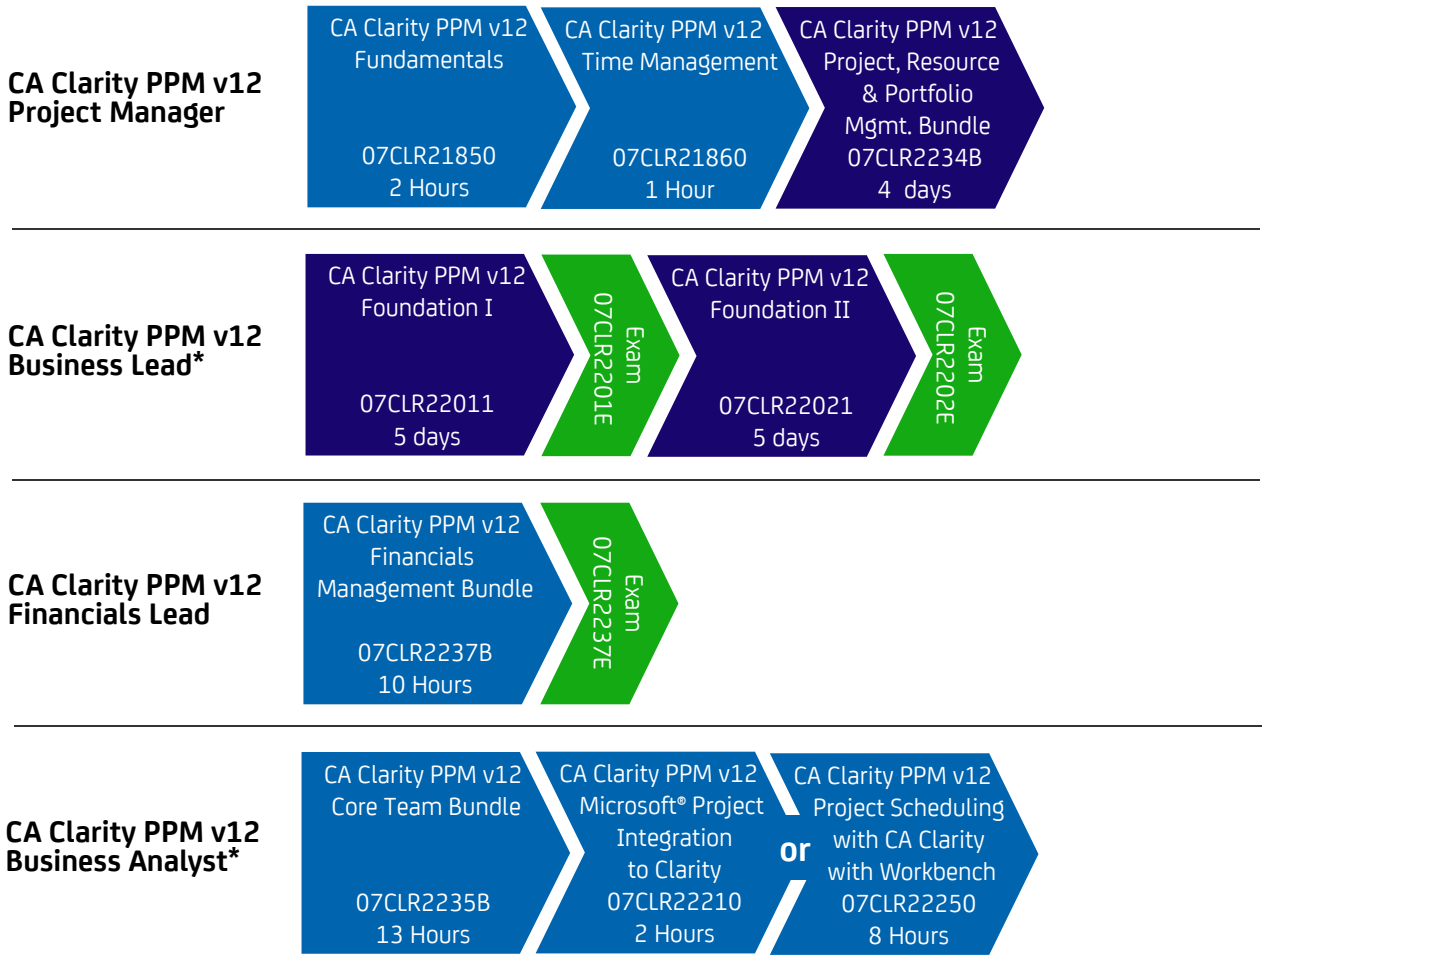 CA Clarity PPM v12
Project Manager
CA Clarity PPM v12
Fundamentals
07CLR21850
2 Hours
CA Clarity PPM v12
Time Management
07CLR21860
1 Hour
CA Clarity PPM v12
Project, Resource
& Portfolio
Mgmt. Bundle
07CLR2234B
4 days
CA Clarity PPM v12
Business Lead*
CA Clarity PPM v12
Foundation I
07CLR22011
5 days
Exam
07CLR2201E
CA Clarity PPM v12
Foundation II
07CLR22021
5 days
Exam
07CLR2202E
CA Clarity PPM v12
Financials Lead
CA Clarity PPM v12
Financials
Management Bundle
07CLR2237B
10 Hours
Exam
07CLR2237E
CA Clarity PPM v12
Business Analyst*
CA Clarity PPM v12
Core Team Bundle
07CLR2235B
13 Hours
CA Clarity PPM v12
Microsoft® Project
Integration
to Clarity
07CLR22210
2 Hours
or
CA Clarity PPM v12
Project Scheduling
with CA Clarity
with Workbench
07CLR22250
8 Hours